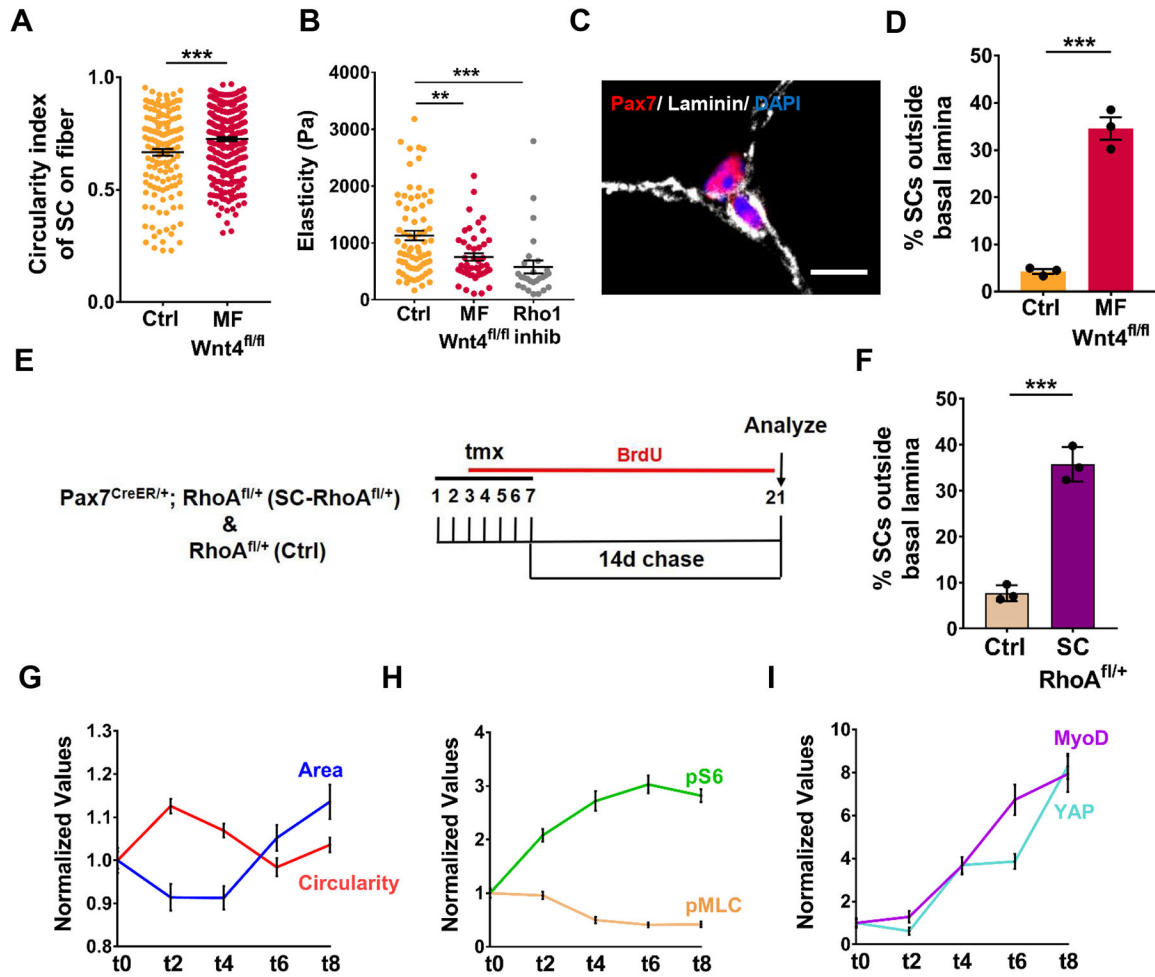 A
***
Circularity index
of SC on fiber
1.0
0.5
0.0
Ctrl
MF
Wnt4fl/fl
B
***
**
Elasticity (Pa)
4000
3000
2000
1000
0
Ctrl
MF
Wnt4fl/fl
Rho1
inhib
C
Pax7/ Laminin/ DAPI
D
***
% SCs outside
basal lamina
50
40
30
20
10
0
Ctrl
MF
Wnt4fl/fl
E
Pax7CreER/+; RhoAfl/+ (SC-RhoAfl/+)
&
RhoAfl/+ (Ctrl)
tmx
BrdU
Analyze
1 2 3 4 5 6 7
21
14d chase
F
***
% SCs outside
basal lamina
50
40
30
20
10
0
Ctrl
SC
RhoAfl/+
G
Normalized Values
1.3
1.2
1.1
1.0
0.9
0.8
Area
Circularity
t0 t2 t4 t6 t8
H
Normalized Values
4
3
2
1
0
pS6
pMLC
t0 t2 t4 t6 t8
I
Normalized Values
10
8
6
4
2
0
MyoD
YAP
t0 t2 t4 t6 t8